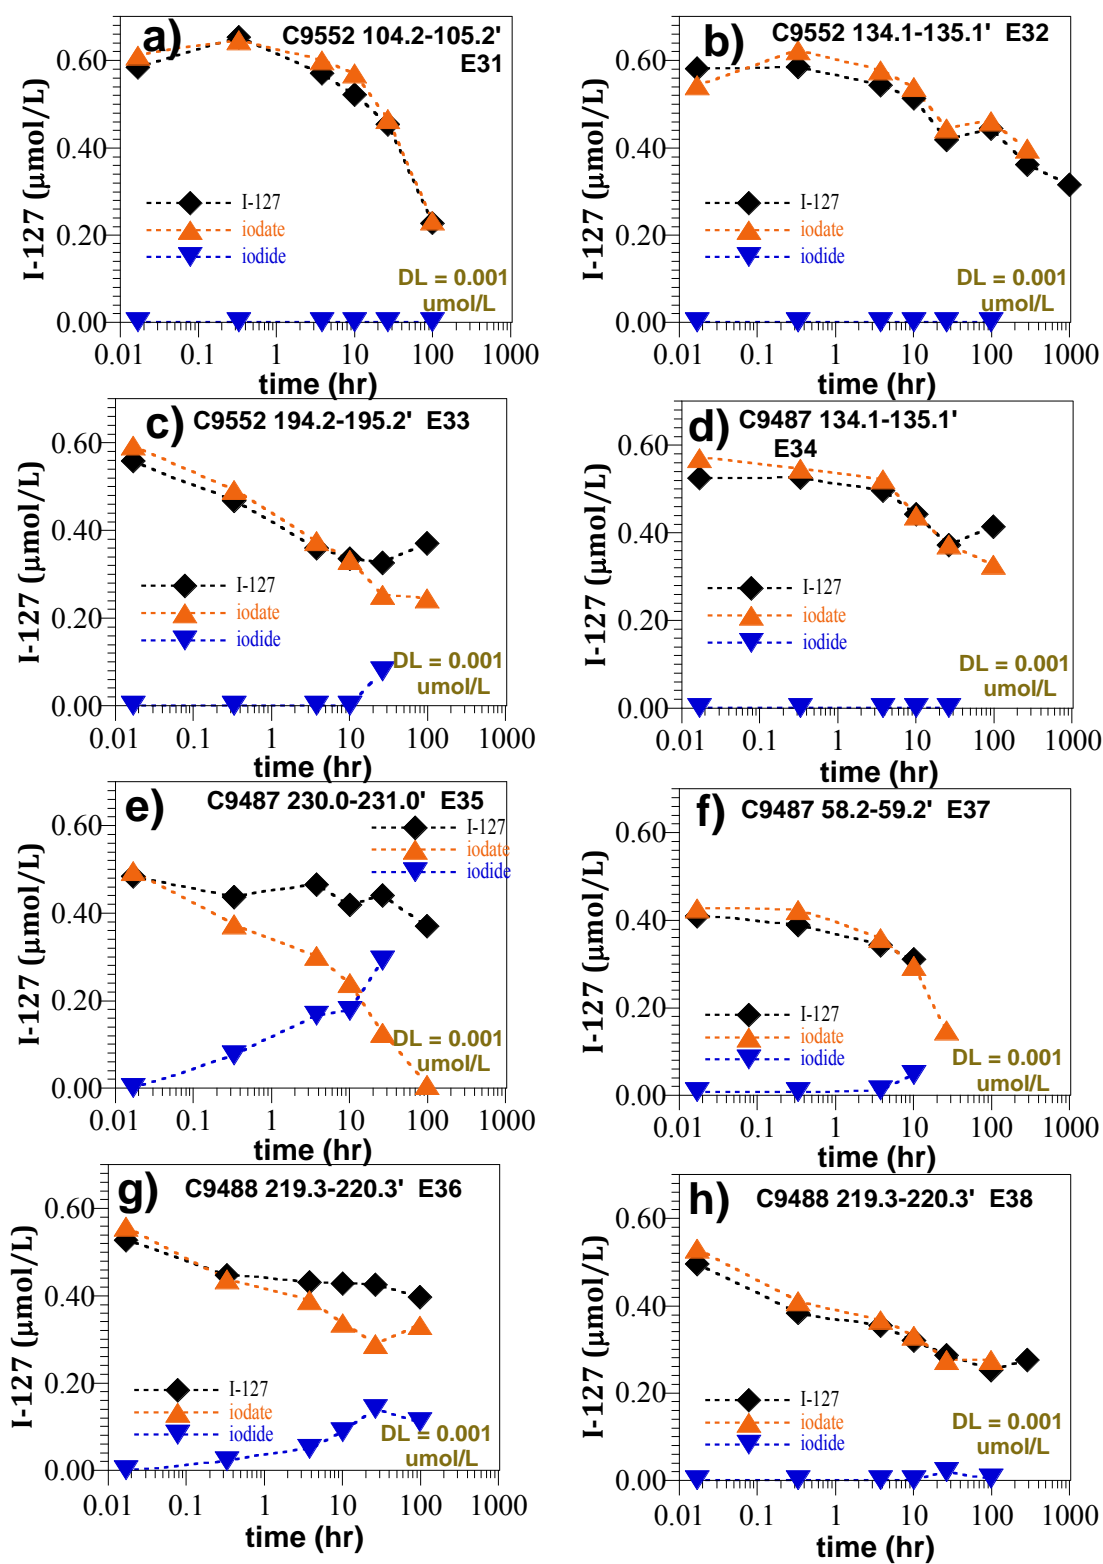 a)
C9552 104.2-105.2'
E31
I-127 (μmol/L)
0.60
0.40
0.20
0.00
I-127
iodate
iodide
DL = 0.001
umol/L
0.01 0.1 1 10 100 1000
time (hr)
b)
C9552 134.1-135.1' E32
I-127 (μmol/L)
0.60
0.40
0.20
0.00
I-127
iodate
iodide
DL = 0.001
umol/L
0.01 0.1 1 10 100 1000
time (hr)
c)
C9552 194.2-195.2' E33
I-127 (μmol/L)
0.60
0.40
0.20
0.00
I-127
iodate
iodide
DL = 0.001
umol/L
0.01 0.1 1 10 100 1000
time (hr)
d)
C9487 134.1-135.1'
E34
I-127 (μmol/L)
0.60
0.40
0.20
0.00
I-127
iodate
iodide
DL = 0.001
umol/L
0.01 0.1 1 10 100 1000
time (hr)
e)
C9487 230.0-231.0' E35
I-127 (μmol/L)
0.60
0.40
0.20
0.00
I-127
iodate
iodide
DL = 0.001
umol/L
0.01 0.1 1 10 100 1000
time (hr)
f)
C9487 58.2-59.2' E37
I-127 (μmol/L)
0.60
0.40
0.20
0.00
I-127
iodate
iodide
DL = 0.001
umol/L
0.01 0.1 1 10 100 1000
time (hr)
g)
C9488 219.3-220.3' E36
I-127 (μmol/L)
0.60
0.40
0.20
0.00
I-127
iodate
iodide
DL = 0.001
umol/L
0.01 0.1 1 10 100 1000
time (hr)
h)
C9488 219.3-220.3' E38
I-127 (μmol/L)
0.60
0.40
0.20
0.00
I-127
iodate
iodide
DL = 0.001
umol/L
0.01 0.1 1 10 100 1000
time (hr)